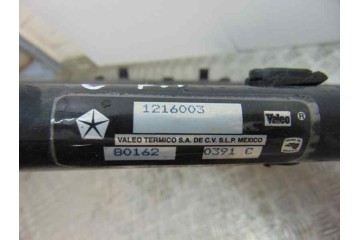 1216003
Valeo ®
VALEO TERMICO S.A. DE C.V. S.L.P. MEXICO
80162 0391 C